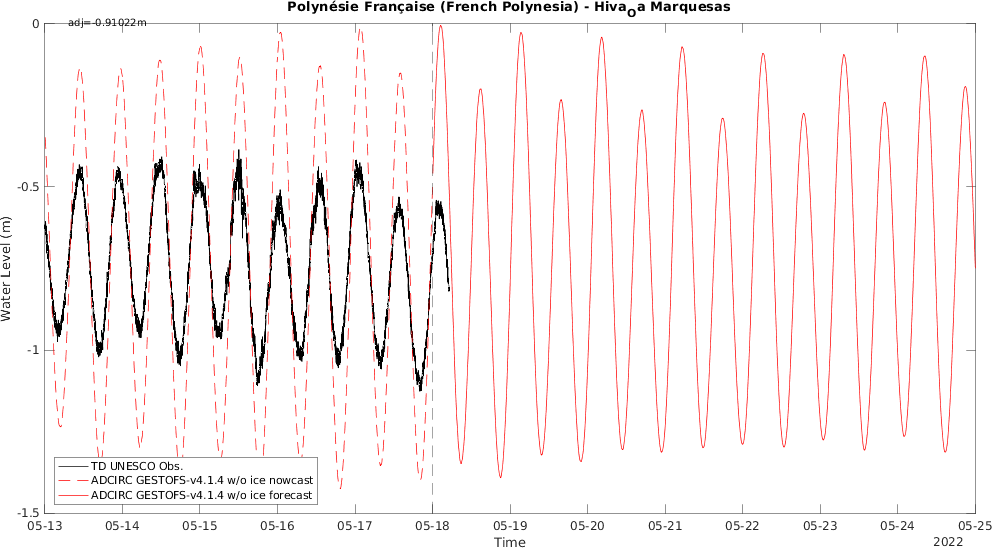 Polynésie Française (French Polynesia) - Hiva_Oa Marquesas
adj=-0.91022m
0
-0.5
-1
-1.5
Water Level (m)
TD UNESCO Obs.
ADCIRC GESTOFS-v4.1.4 w/o ice nowcast
ADCIRC GESTOFS-v4.1.4 w/o ice forecast
05-13 05-14 05-15 05-16 05-17 05-18 05-19 05-20 05-21 05-22 05-23 05-24 05-25
Time
2022